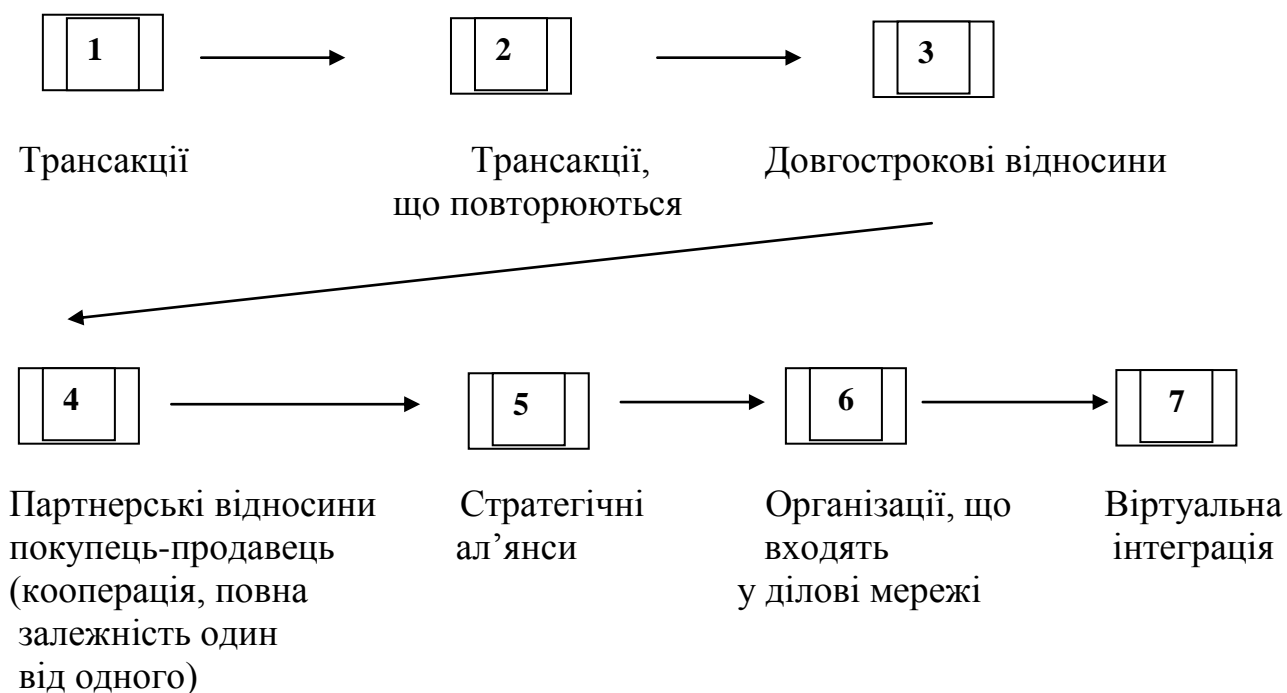 1 2 3
Трансакції Трансакції, Довгострокові відносини
що повторюються
4 5 6 7
Партнерські відносини Стратегічні Організації, що Віртуальна
покупець-продавець ал’янси входять інтеграція
(кооперація, повна у ділові мережі
залежність один
від одного)